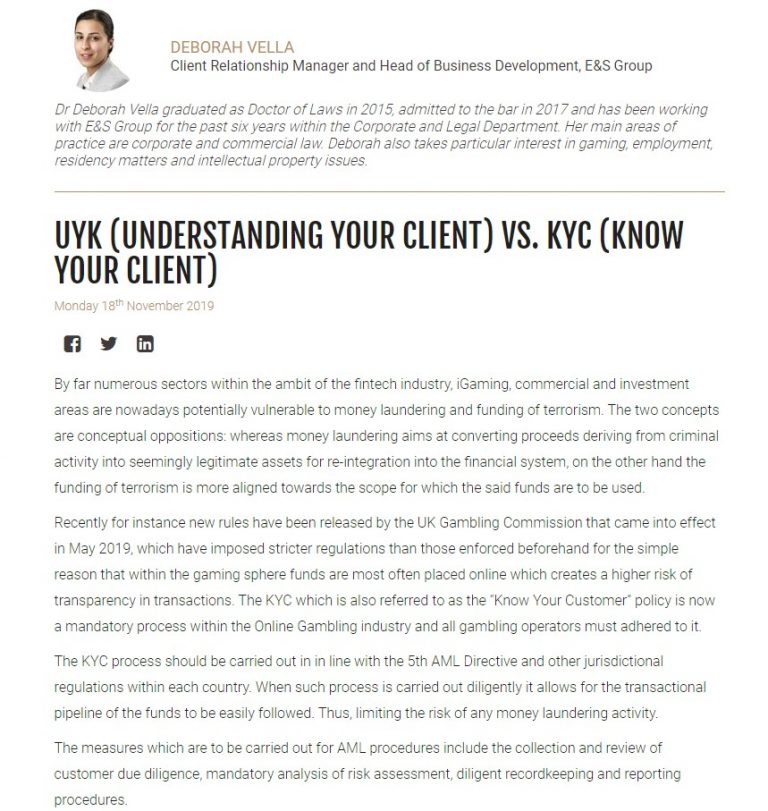 DEBORAH VELLA
Client Relationship Manager and Head of Business Development, E&S Group
Dr Deborah Vella graduated as Doctor of Laws in 2015, admitted to the bar in 2017 and has been working
with E&S Group for the past six years within the Corporate and Legal Department. Her main areas of
practice are corporate and commercial law. Deborah also takes particular interest in gaming, employment,
residency matters and intellectual property issues.
UYK (UNDERSTANDING YOUR CLIENT) VS. KYC (KNOW
YOUR CLIENT)
Monday 18th November 2019
By far numerous sectors within the ambit of the fintech industry, iGaming, commercial and investment
areas are nowadays potentially vulnerable to money laundering and funding of terrorism. The two concepts
are conceptual oppositions: whereas money laundering aims at converting proceeds deriving from criminal
activity into seemingly legitimate assets for re-integration into the financial system, on the other hand the
funding of terrorism is more aligned towards the scope for which the said funds are to be used.
Recently for instance new rules have been released by the UK Gambling Commission that came into effect
in May 2019, which have imposed stricter regulations than those enforced beforehand for the simple
reason that within the gaming sphere funds are most often placed online which creates a higher risk of
transparency in transactions. The KYC which is also referred to as the “Know Your Customer” policy is now
a mandatory process within the Online Gambling industry and all gambling operators must adhered to it.
The KYC process should be carried out in in line with the 5th AML Directive and other jurisdictional
regulations within each country. When such process is carried out diligently it allows for the transactional
pipeline of the funds to be easily followed. Thus, limiting the risk of any money laundering activity.
The measures which are to be carried out for AML procedures include the collection and review of
customer due diligence, mandatory analysis of risk assessment, diligent recordkeeping and reporting
procedures.